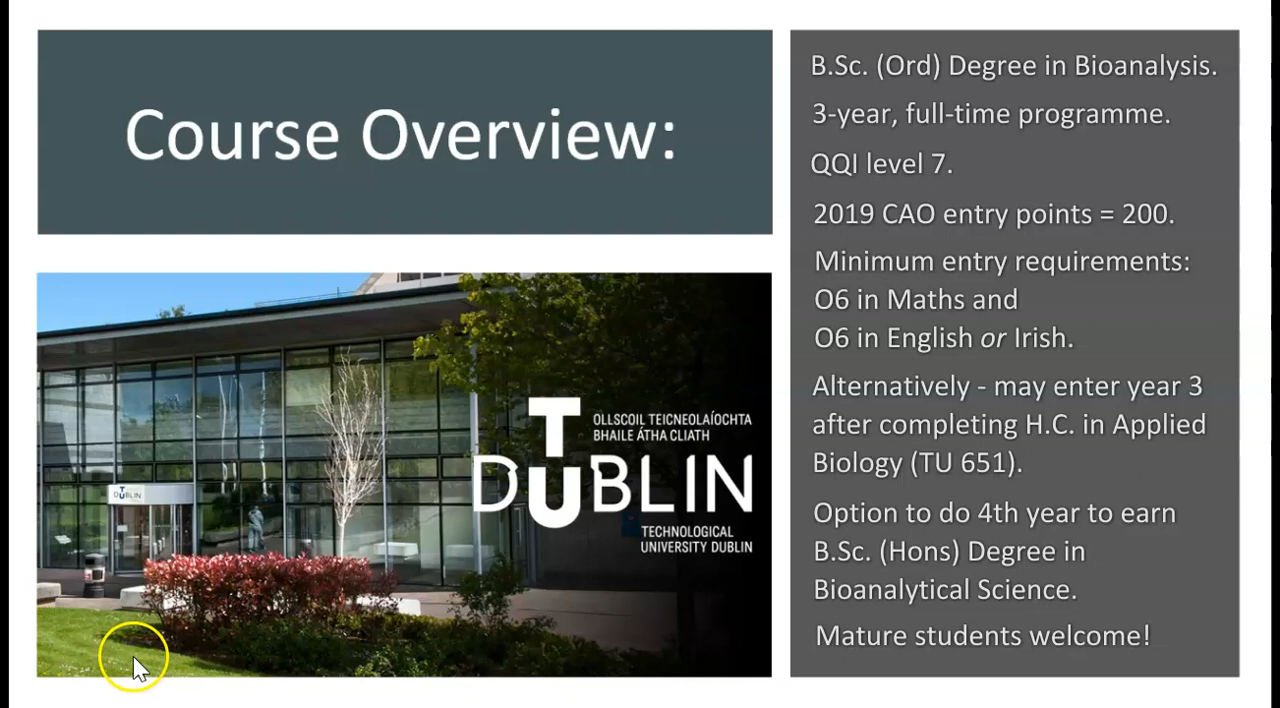 Course Overview:
B.Sc. (Ord) Degree in Bioanalysis.
3-year, full-time programme.
QQI level 7.
2019 CAO entry points = 200.
Minimum entry requirements:
O6 in Maths and
O6 in English or Irish.
Alternatively - may enter year 3
after completing H.C. in Applied
Biology (TU 651).
Option to do 4th year to earn
B.Sc. (Hons) Degree in
Bioanalytical Science.
Mature students welcome!
OLLSCOIL TEICNEOLAÍOCHTA
BHAILE ÁTHA CLIATH
TU DUBLIN
TECHNOLOGICAL
UNIVERSITY DUBLIN
TU DUBLIN